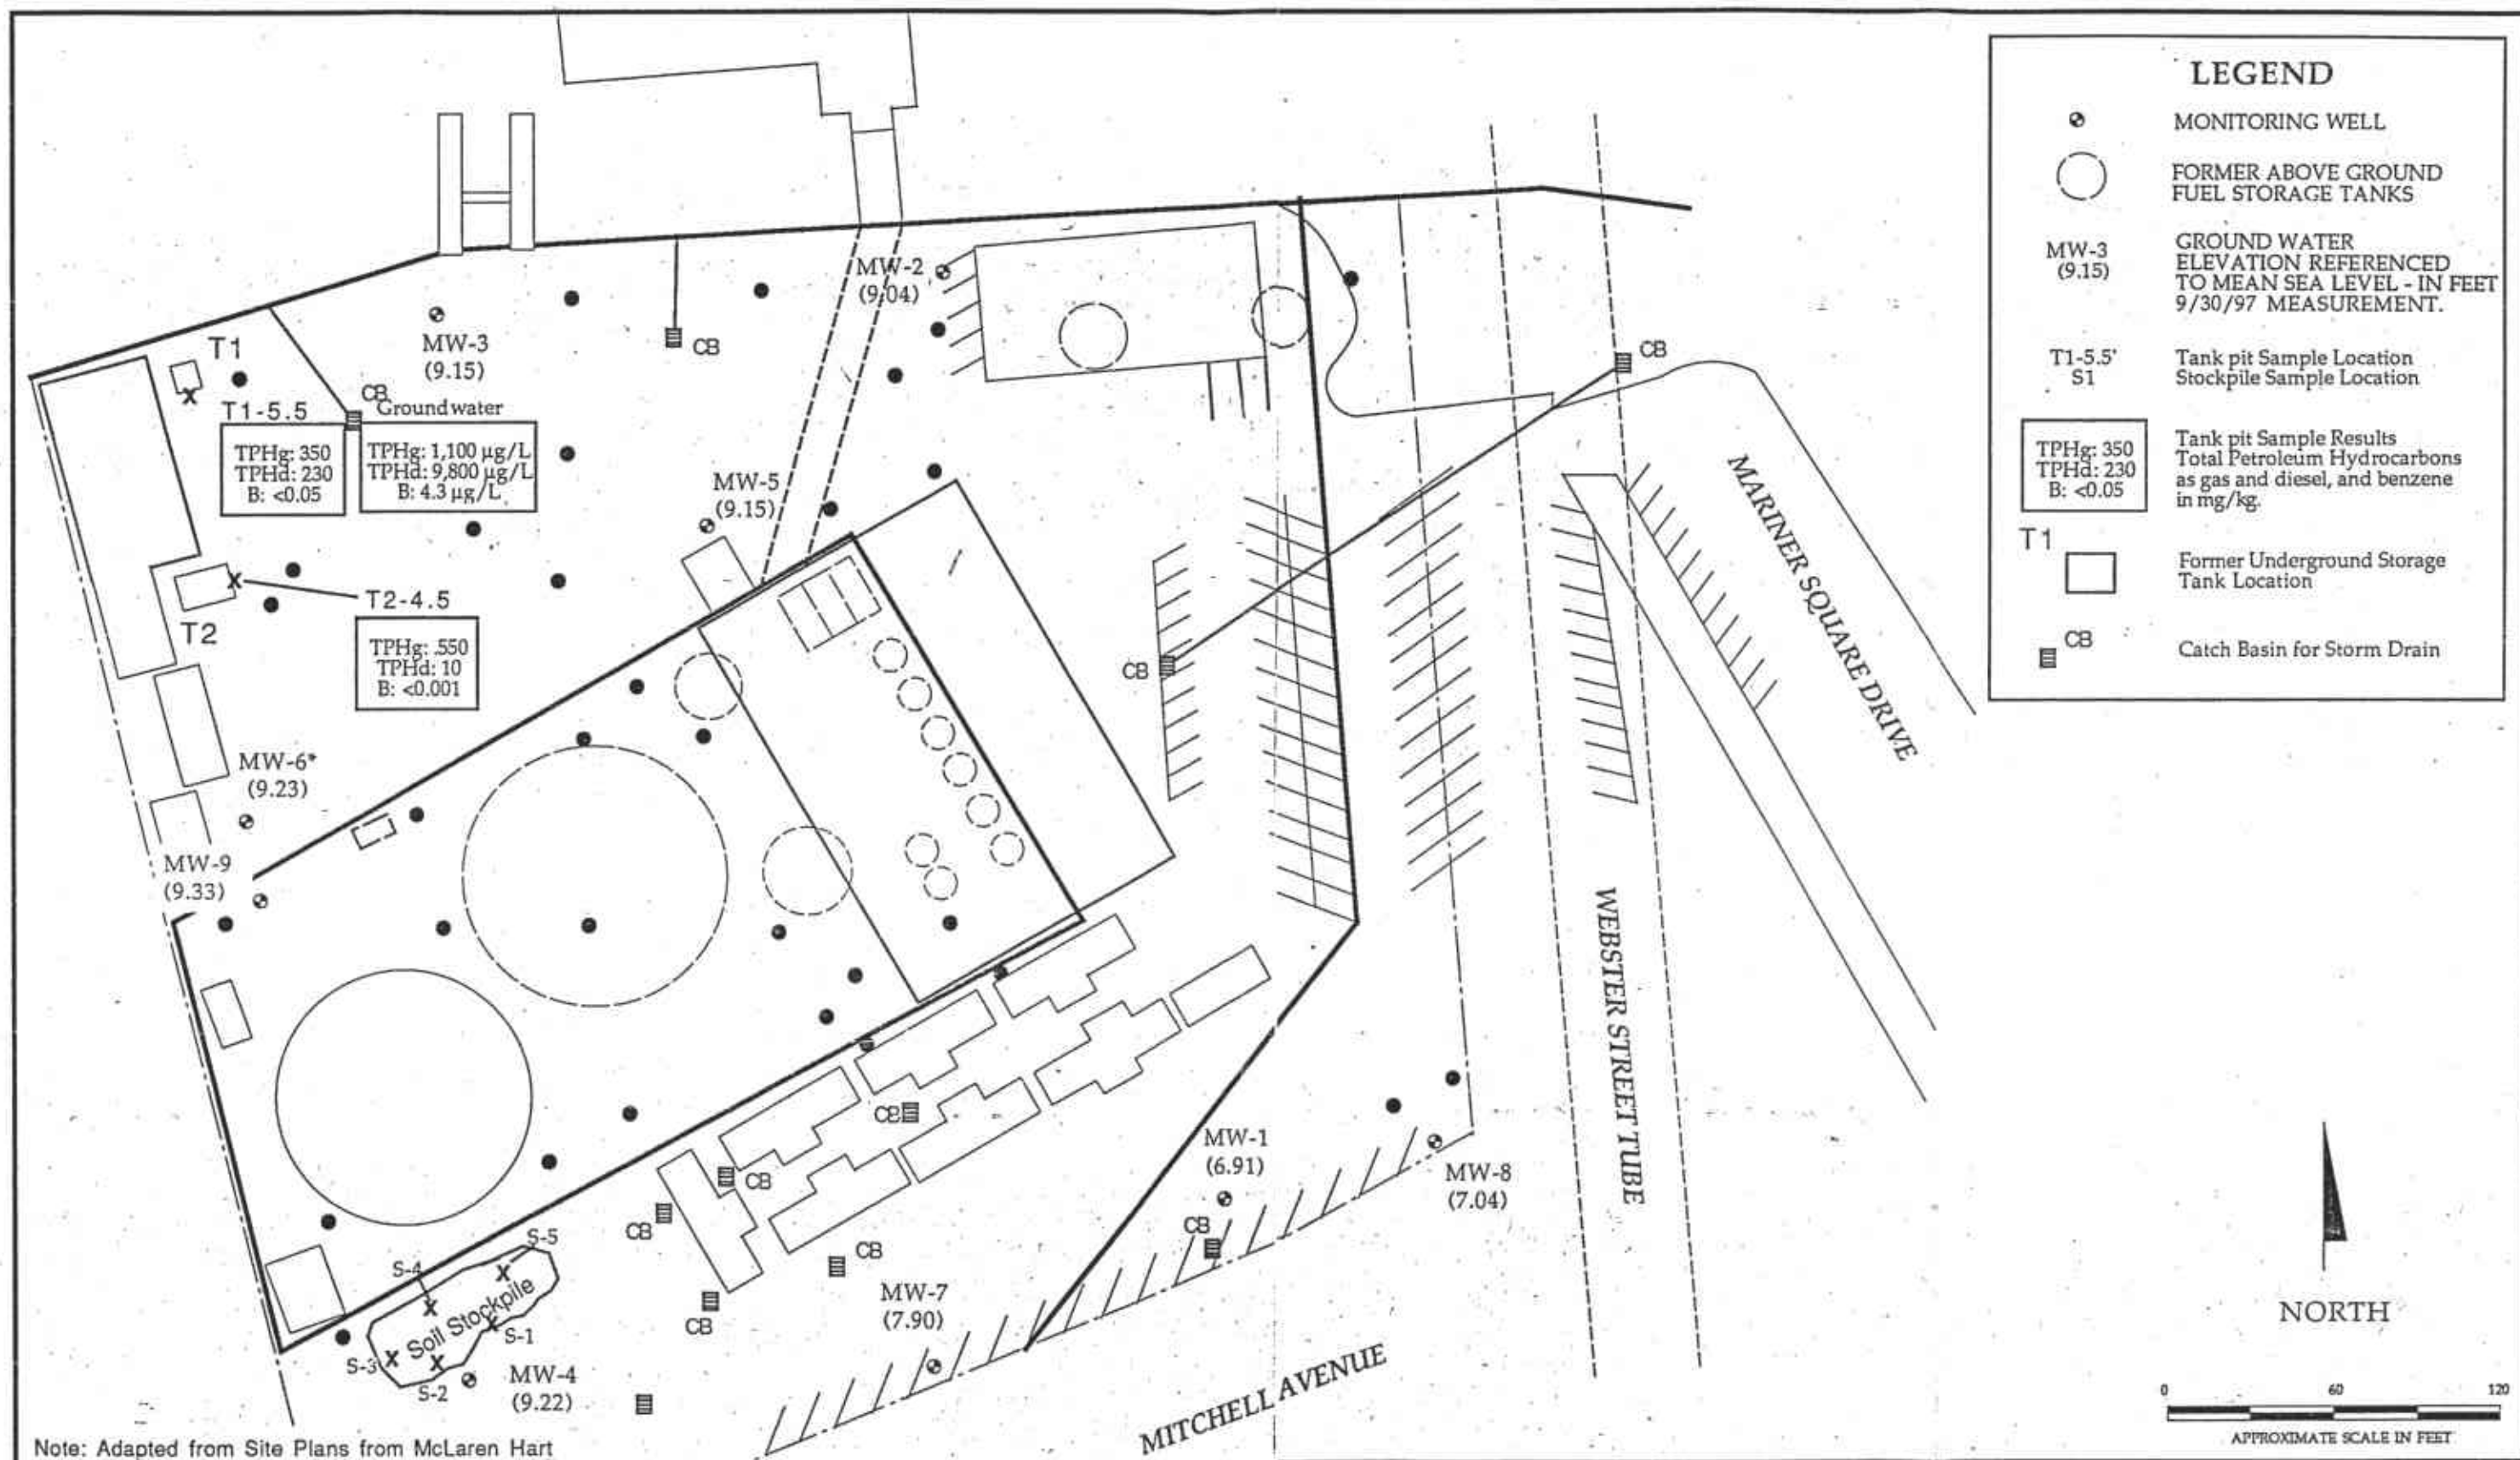 MW-2
(9.04)
MW-3
(9.15)
CB
T1
CB
T1-5.5
Groundwater
TPHg: 350
TPHd: 230
B: <0.05
TPHg: 1,100 µg/L
TPHd: 9,800 µg/L
B: 4.3 µg/L
MW-5
(9.15)
CB
T2-4.5
T2
TPHg: .550
TPHd: 10
B: <0.001
CB
MARINER SQUARE DRIVE
MW-6*
(9.23)
MW-9
(9.33)
WEBSTER STREET TUBE
CB
CB
CB
CB
CB
MW-1
(6.91)
CB
MW-8
(7.04)
S-5
S-4
Soil Stockpile
S-1
S-3
S-2
MW-7
(7.90)
MW-4
(9.22)
MITCHELL AVENUE
Note: Adapted from Site Plans from McLaren Hart
LEGEND
MONITORING WELL
FORMER ABOVE GROUND
FUEL STORAGE TANKS
MW-3
(9.15)
GROUND WATER
ELEVATION REFERENCED
TO MEAN SEA LEVEL - IN FEET
9/30/97 MEASUREMENT.
T1-5.5'
S1
Tank pit Sample Location
Stockpile Sample Location
TPHg: 350
TPHd: 230
B: <0.05
Tank pit Sample Results
Total Petroleum Hydrocarbons
as gas and diesel, and benzene
in mg/kg.
T1
Former Underground Storage
Tank Location
CB
Catch Basin for Storm Drain
NORTH
0 60 120
APPROXIMATE SCALE IN FEET